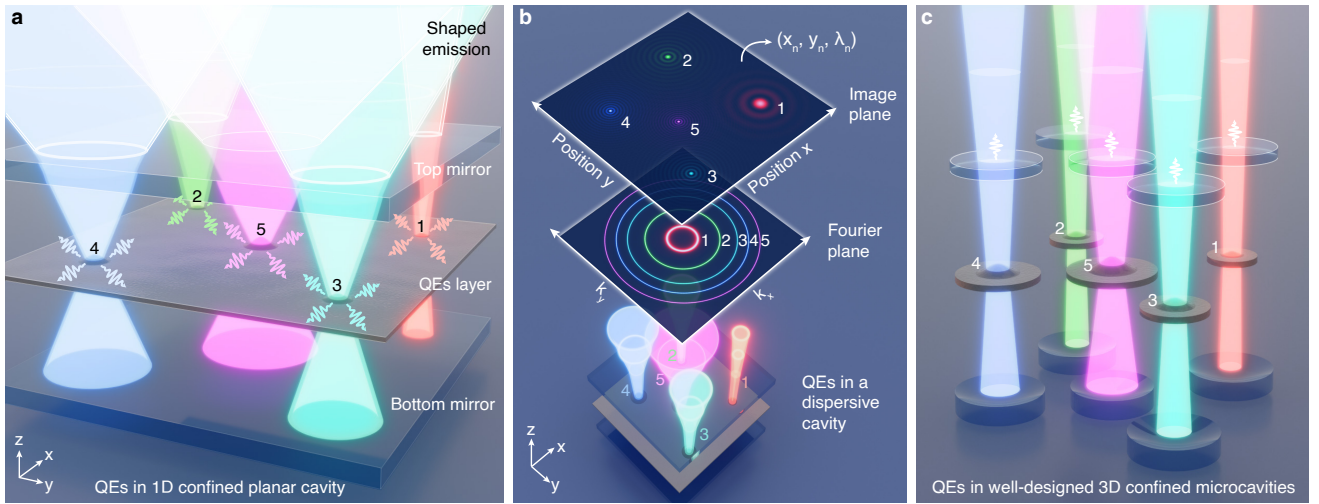 a
Shaped
emission
Top mirror
2
5
1
4
QEs layer
3
Bottom mirror
z
x
y
QEs in 1D confined planar cavity
b
(xₙ, yₙ, λₙ)
2
1
4
5
Image
plane
Position y
Position x
3
1 2 3 4 5
Fourier
plane
k_y
k_x
2
1
4
5
3
QEs in a
dispersive
cavity
z
x
y
c
2
1
4
5
3
QEs in well-designed 3D confined microcavities